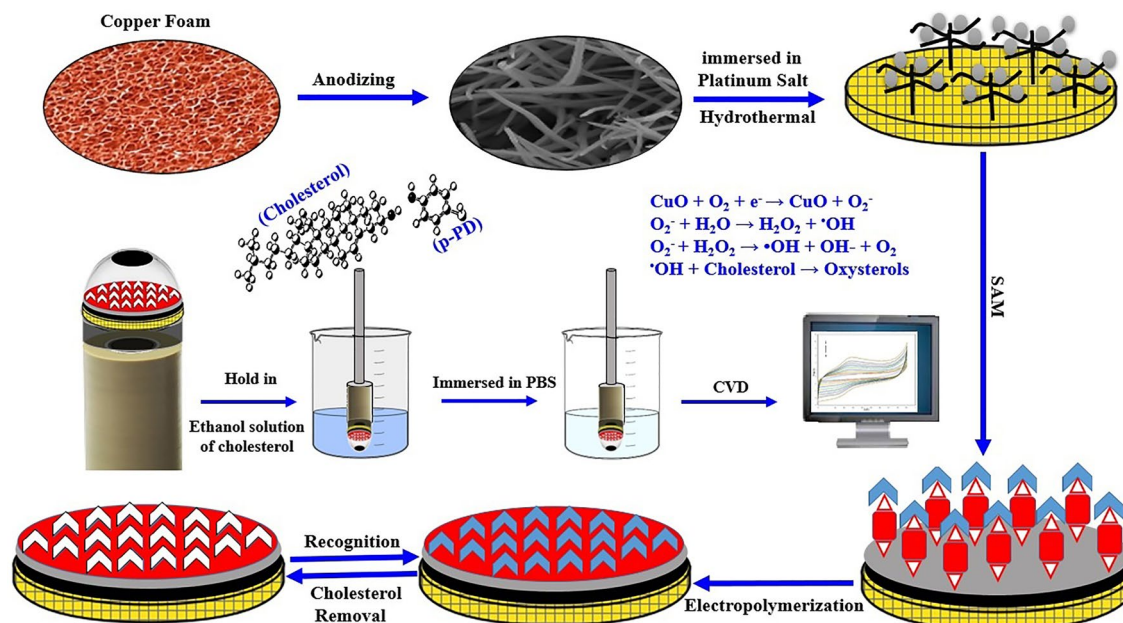 Copper Foam
Anodizing
immersed in
Platinum Salt
Hydrothermal
(Cholesterol)
(p-PD)
CuO + O₂ + e⁻ → CuO + O₂⁻
O₂⁻ + H₂O → H₂O₂ + •OH
O₂⁻ + H₂O₂ → •OH + OH– + O₂
•OH + Cholesterol → Oxysterols
SAM
Hold in
Ethanol solution
of cholesterol
Immersed in PBS
CVD
Recognition
Cholesterol
Removal
Electropolymerization